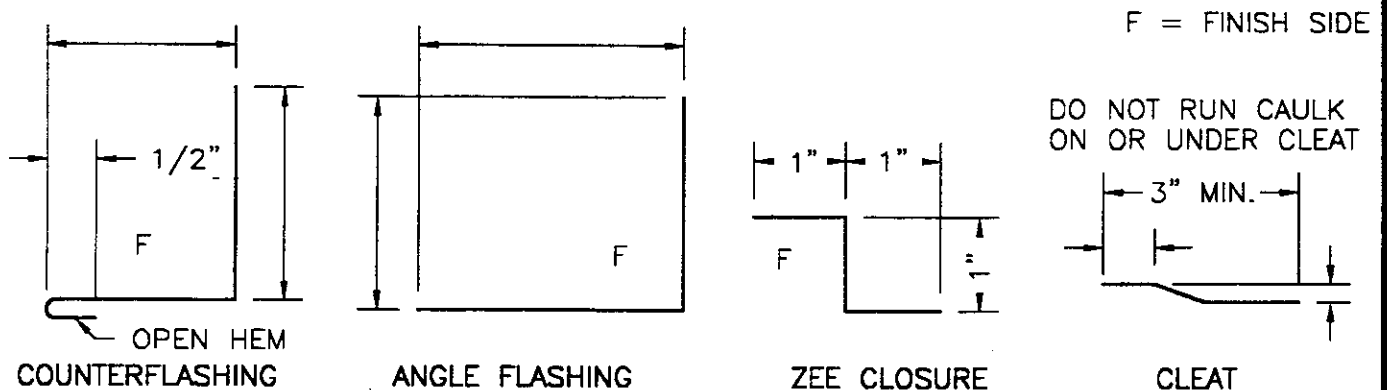 F = FINISH SIDE
DO NOT RUN CAULK
ON OR UNDER CLEAT
1/2"
F
OPEN HEM
COUNTERFLASHING
F
ANGLE FLASHING
1"
1"
F
1"
ZEE CLOSURE
3" MIN.
CLEAT